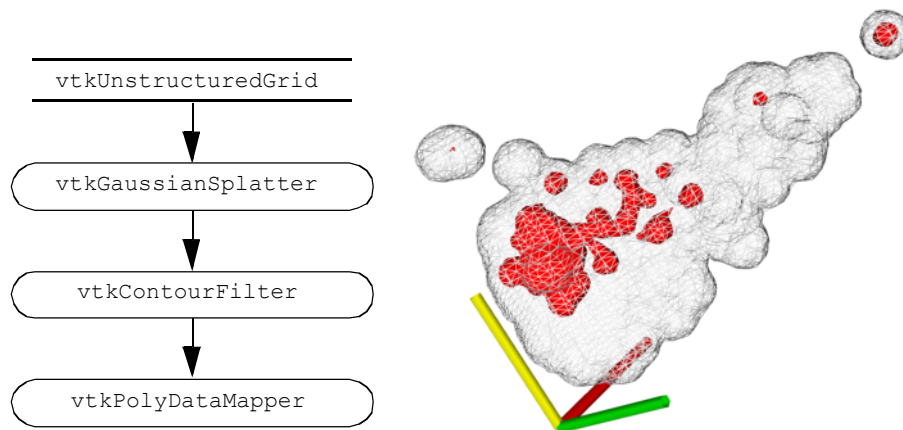 vtkUnstructuredGrid
vtkGaussianSplatter
vtkContourFilter
vtkPolyDataMapper